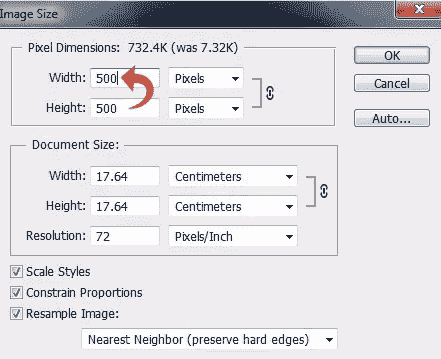 Image Size
Pixel Dimensions: 732.4K (was 7.32K)
OK
Width: 500 Pixels
Cancel
Height: 500 Pixels
Auto...
Document Size:
Width: 17.64 Centimeters
Height: 17.64 Centimeters
Resolution: 72 Pixels/Inch
Scale Styles
Constrain Proportions
Resample Image:
Nearest Neighbor (preserve hard edges)